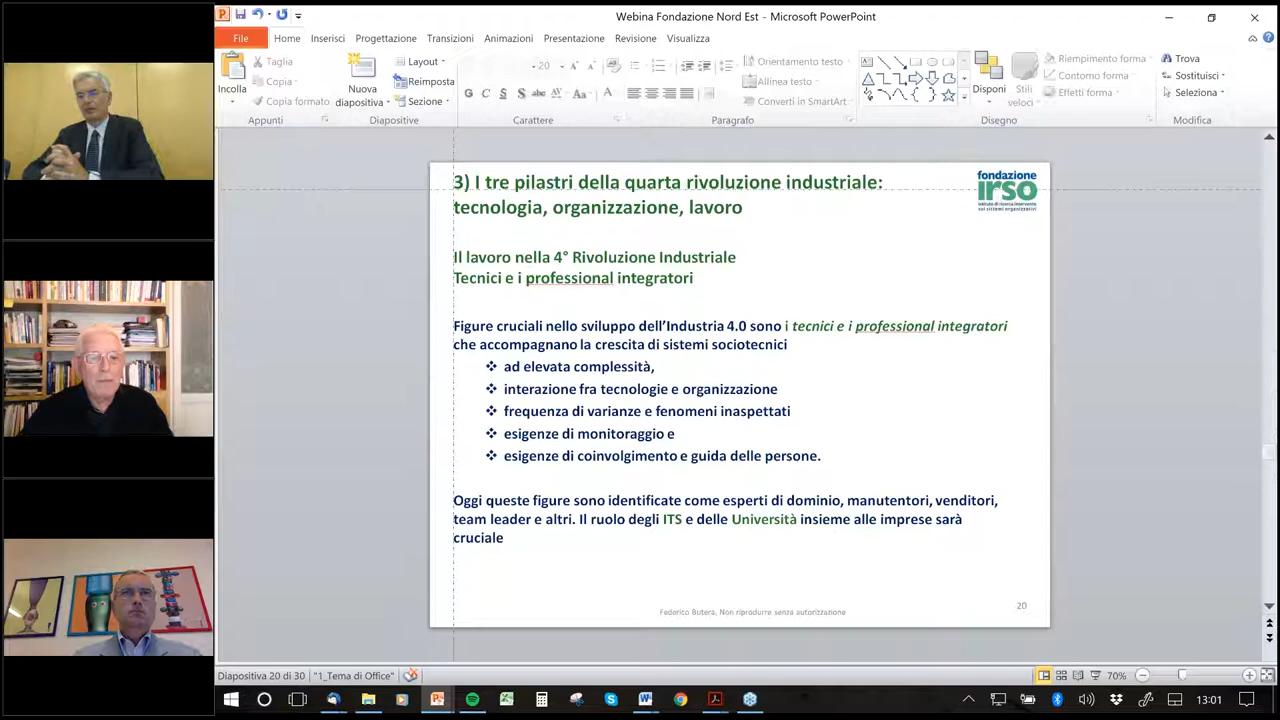 Webina Fondazione Nord Est - Microsoft PowerPoint
File Home Inserisci Progettazione Transizioni Animazioni Presentazione Revisione Visualizza
Incolla
Taglia
Copia
Copia formato
Appunti
Nuova
diapositiva
Layout
Reimposta
Sezione
Diapositive
20
Carattere
Orientamento testo
Allinea testo
Converti in SmartArt
Paragrafo
Disponi
Stili
veloci
Riempimento forma
Contorno forma
Effetti forma
Disegno
Trova
Sostituisci
Seleziona
Modifica
3) I tre pilastri della quarta rivoluzione industriale:
tecnologia, organizzazione, lavoro
fondazione
irso
istituto di ricerca intervento
sui sistemi organizzativi
Il lavoro nella 4° Rivoluzione Industriale
Tecnici e i professional integratori
Figure cruciali nello sviluppo dell’Industria 4.0 sono i tecnici e i professional integratori
che accompagnano la crescita di sistemi sociotecnici
❖ ad elevata complessità,
❖ interazione fra tecnologie e organizzazione
❖ frequenza di varianze e fenomeni inaspettati
❖ esigenze di monitoraggio e
❖ esigenze di coinvolgimento e guida delle persone.
Oggi queste figure sono identificate come esperti di dominio, manutentori, venditori,
team leader e altri. Il ruolo degli ITS e delle Università insieme alle imprese sarà
cruciale
Federico Butera, Non riprodurre senza autorizzazione
20
Diapositiva 20 di 30 "1_Tema di Office" 70%
13:01